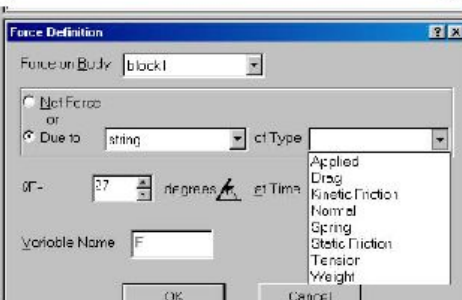 Force Definition
Force on Body block1
Net Force
or
Due to string of Type
Applied
Drag
Kinetic Friction
Normal
Spring
Static Friction
Tension
Weight
27 degrees at Time
Variable Name F
OK Cancel